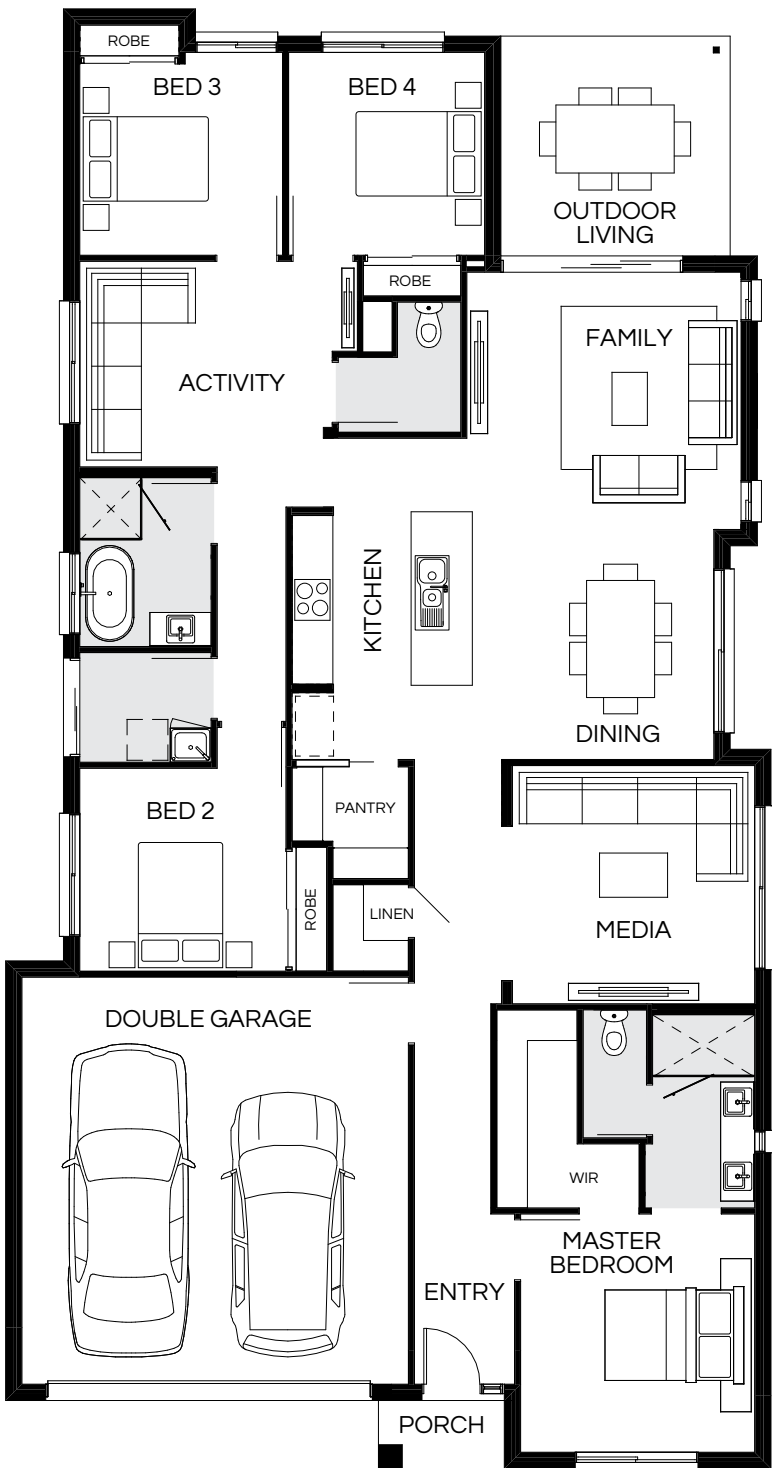 ROBE
BED 3
BED 4
OUTDOOR
LIVING
ROBE
FAMILY
ACTIVITY
KITCHEN
DINING
BED 2
PANTRY
ROBE
LINEN
MEDIA
DOUBLE GARAGE
WIR
MASTER
BEDROOM
ENTRY
PORCH